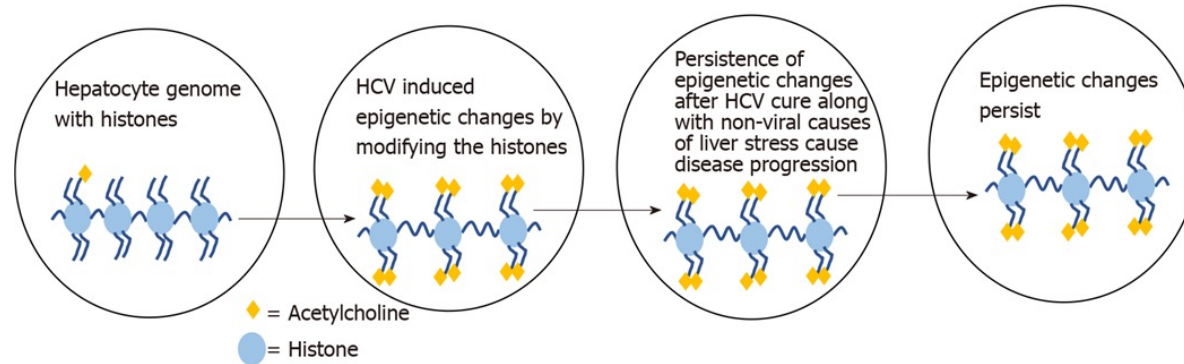 Hepatocyte genome
with histones
HCV induced
epigenetic changes by
modifying the histones
Persistence of
epigenetic changes
after HCV cure along
with non-viral causes
of liver stress cause
disease progression
Epigenetic changes
persist
= Acetylcholine
= Histone